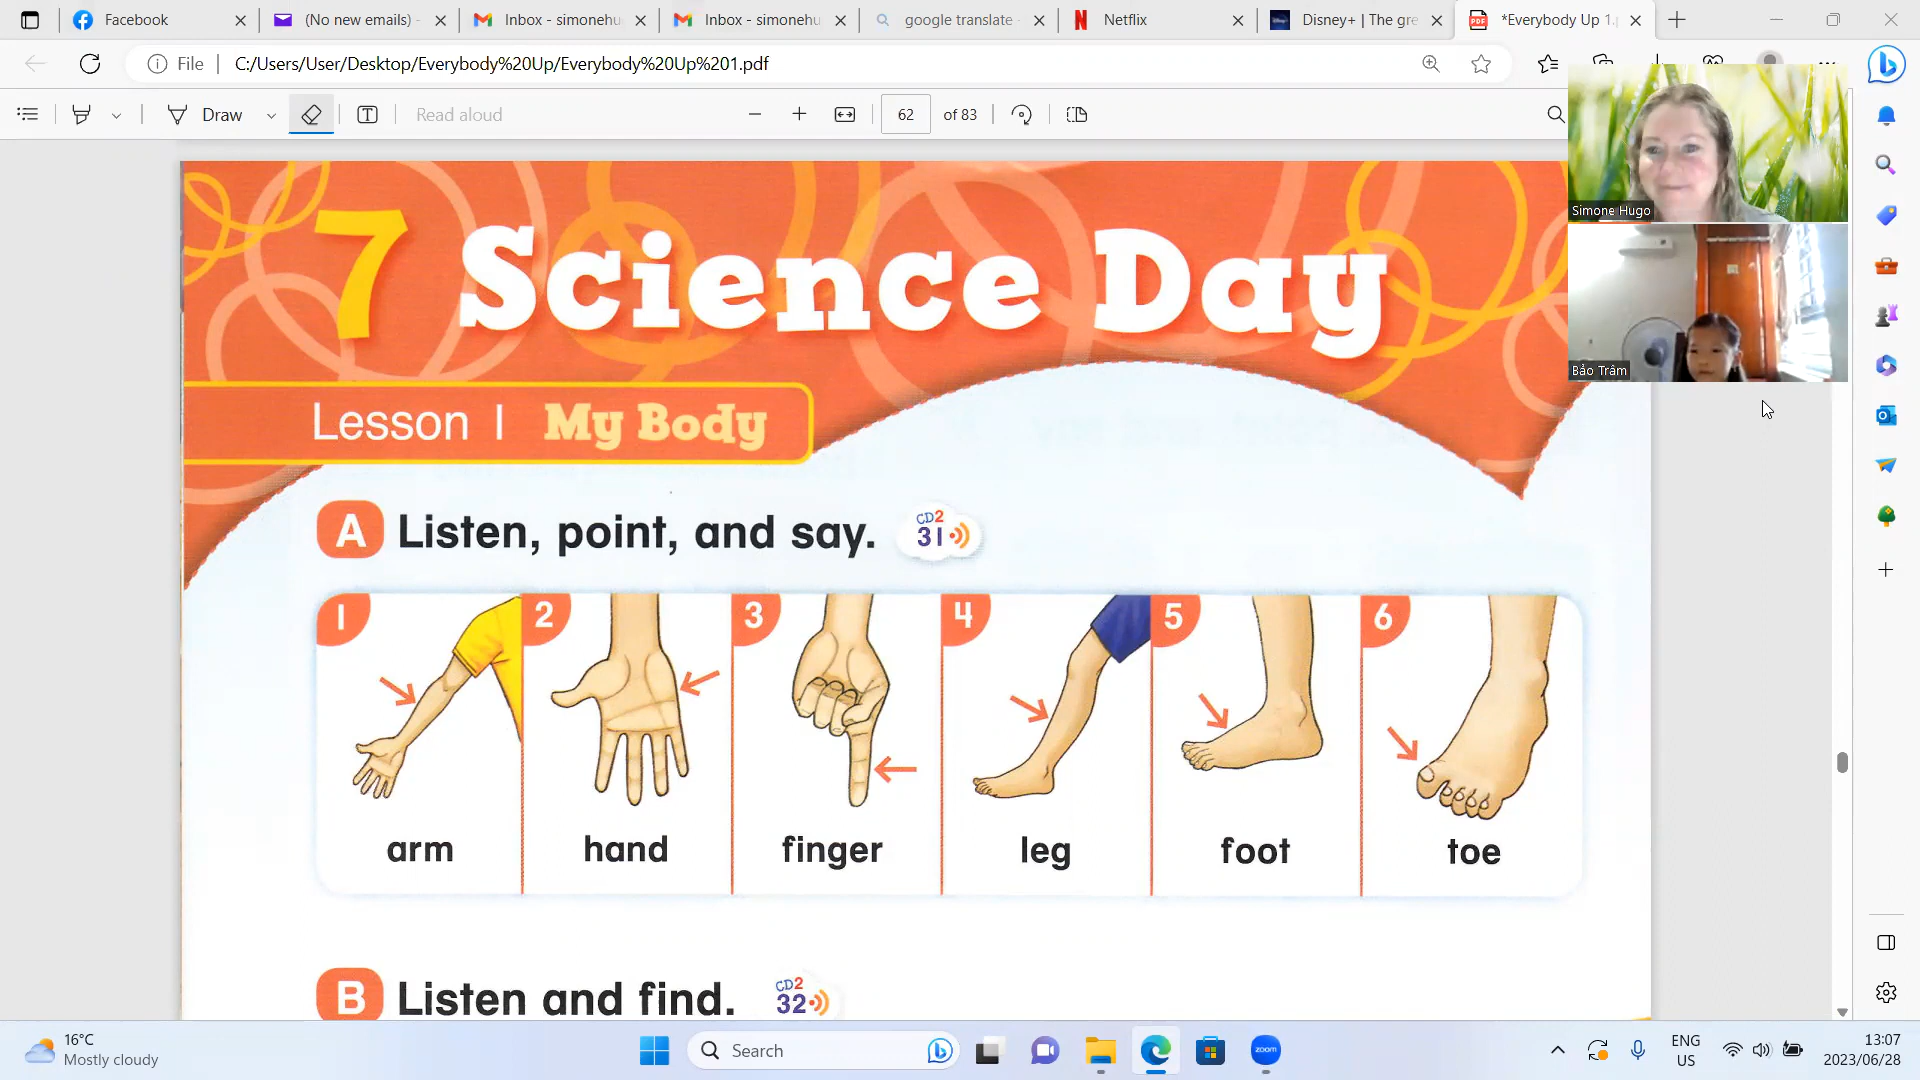 Facebook
(No new emails)
Inbox - simonehu
Inbox - simonehu
google translate
Netflix
Disney+ | The gre
*Everybody Up 1.p
File
C:/Users/User/Desktop/Everybody%20Up/Everybody%20Up%201.pdf
Draw
Read aloud
62 of 83
Simone Hugo
Bảo Trâm
7 Science Day
Lesson 1 My Body
A Listen, point, and say. CD2 31
1 2 3 4 5 6
arm hand finger leg foot toe
B Listen and find. CD2 32
16°C
Mostly cloudy
Search
zoom
ENG
US
13:07
2023/06/28